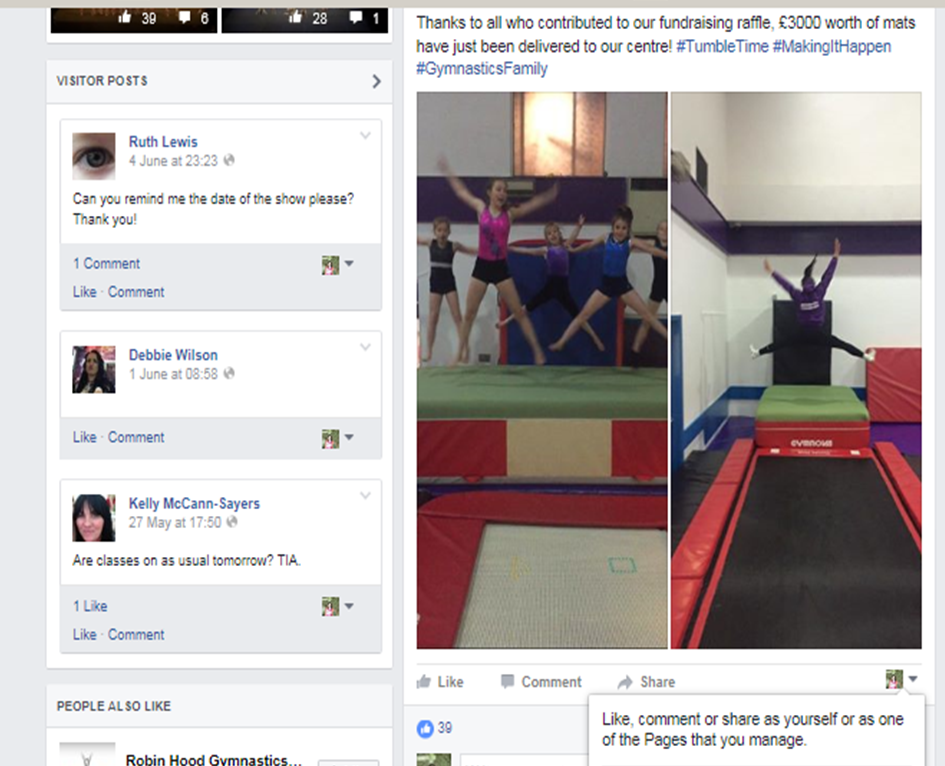 39 6 28 1
VISITOR POSTS
Ruth Lewis
4 June at 23:23
Can you remind me the date of the show please?
Thank you!
1 Comment
Like · Comment
Debbie Wilson
1 June at 08:58
Like · Comment
Kelly McCann-Sayers
27 May at 17:50
Are classes on as usual tomorrow? TIA.
1 Like
Like · Comment
PEOPLE ALSO LIKE
Robin Hood Gymnastics...
Thanks to all who contributed to our fundraising raffle, £3000 worth of mats
have just been delivered to our centre! #TumbleTime #MakingItHappen
#GymnasticsFamily
GYMNOVA
Like Comment Share
39
Like, comment or share as yourself or as one
of the Pages that you manage.